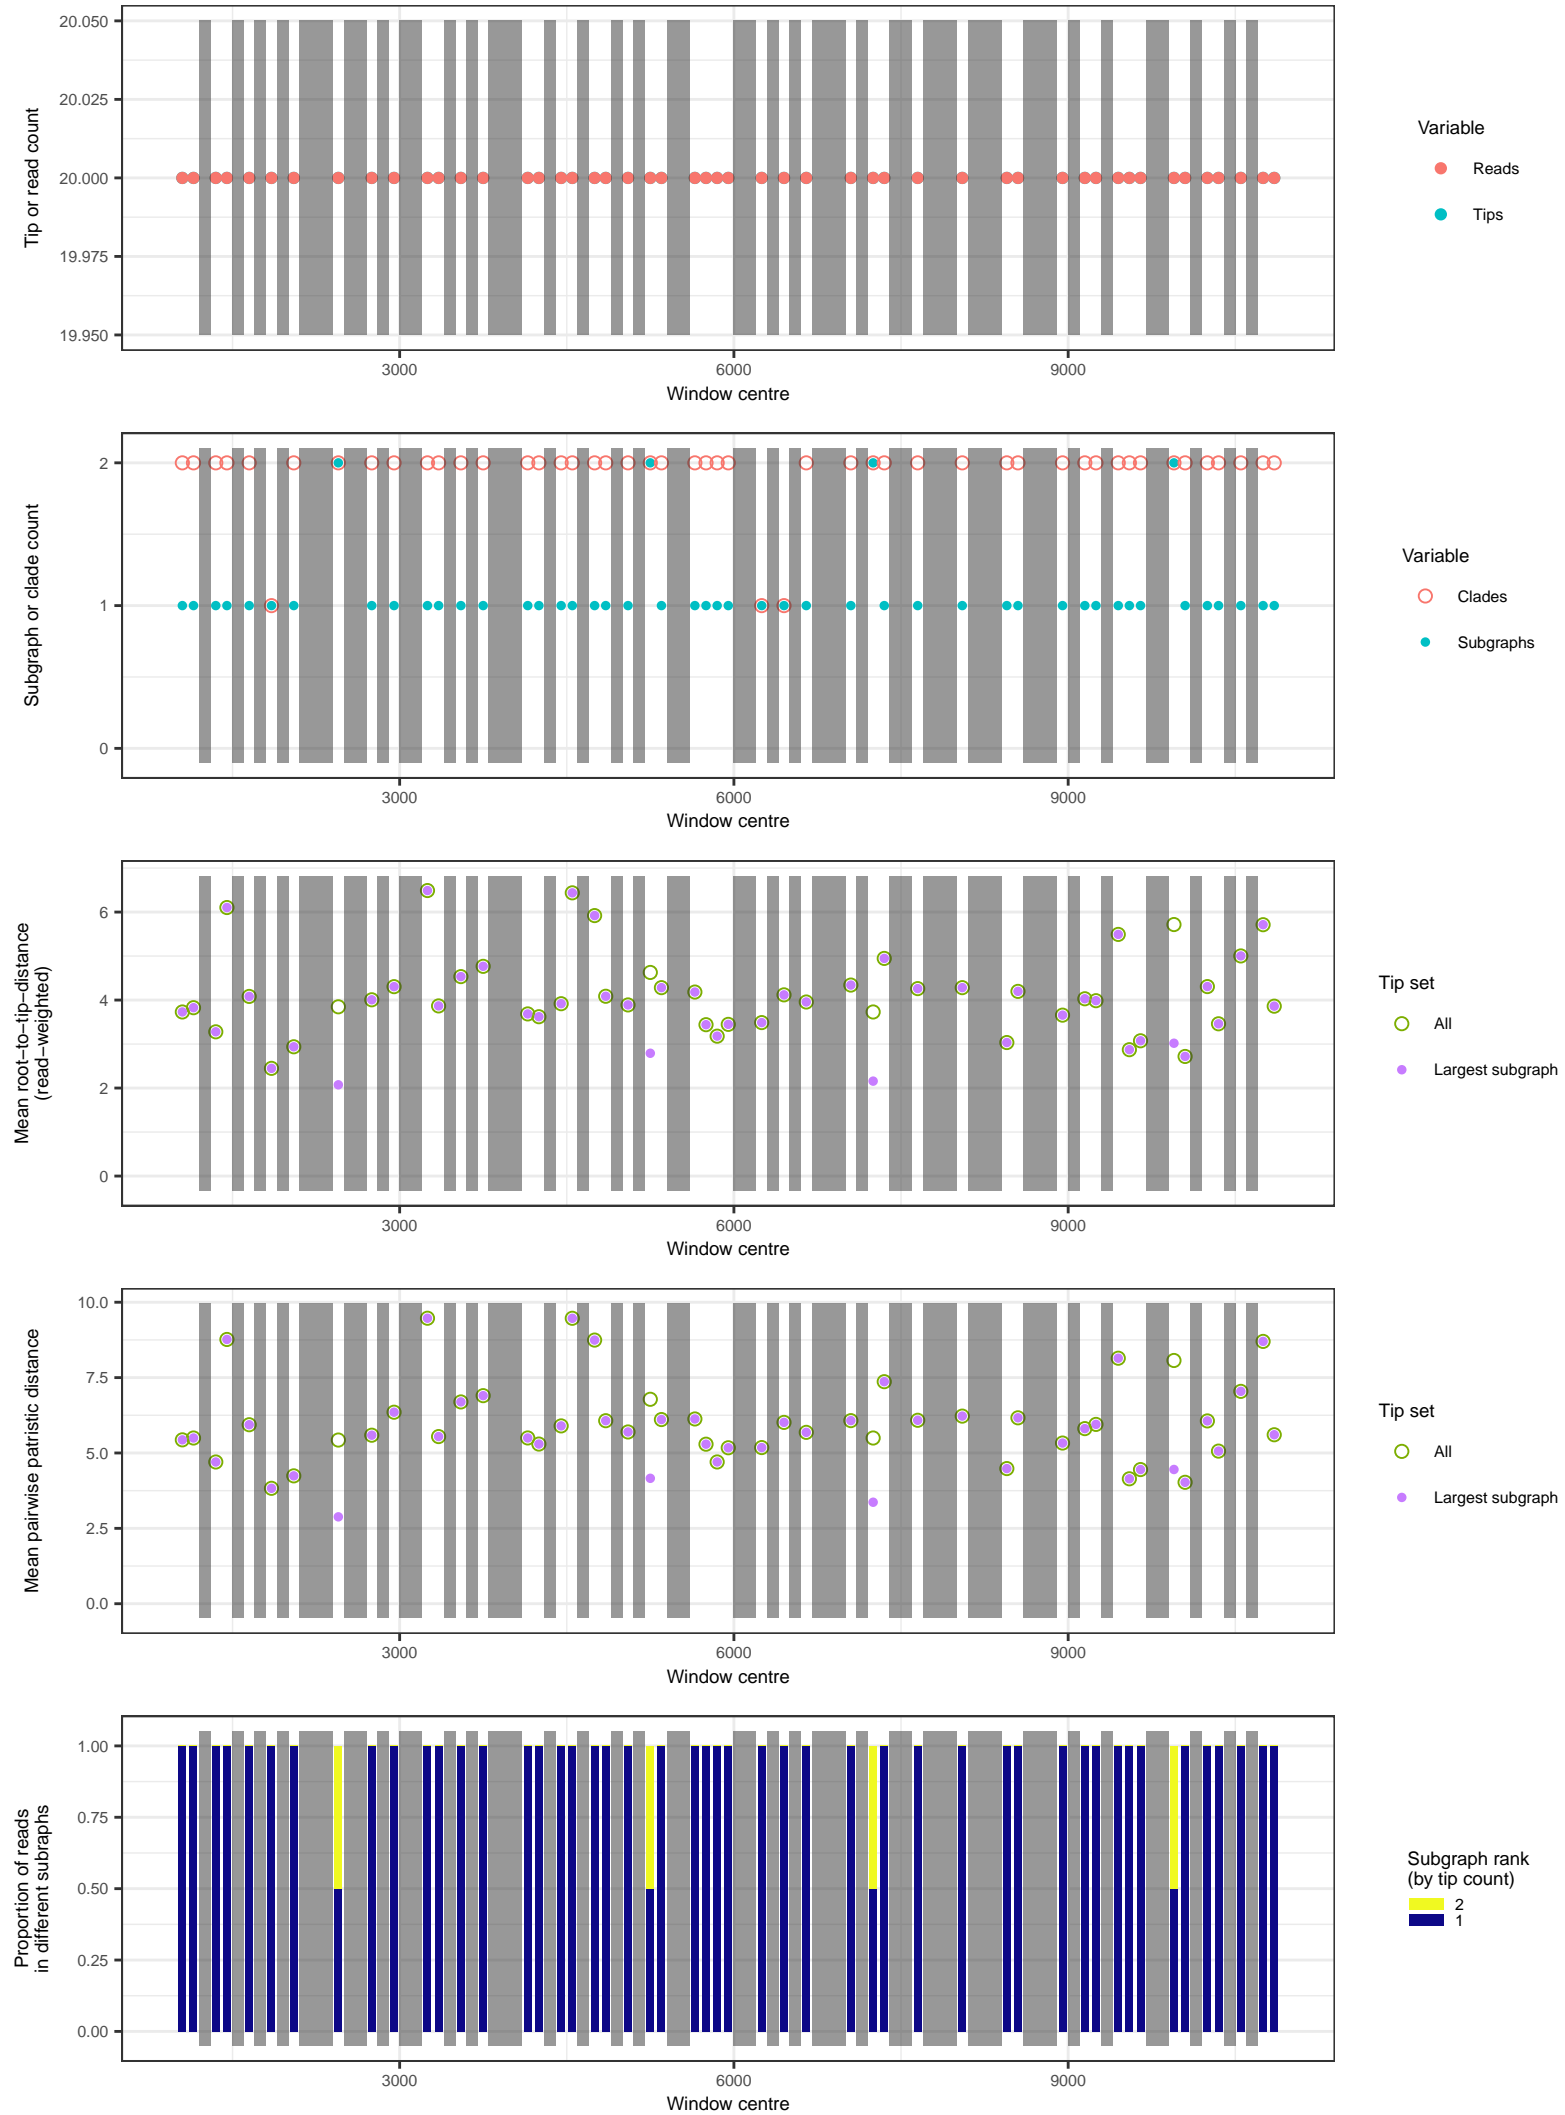 20.050
20.025
20.000
19.975
19.950
Tip or read count
3000
6000
9000
Window centre
Variable
Reads
Tips
2
1
0
Subgraph or clade count
3000
6000
9000
Window centre
Variable
Clades
Subgraphs
6
4
2
0
Mean root−to−tip−distance
(read−weighted)
3000
6000
9000
Window centre
Tip set
All
Largest subgraph
10.0
7.5
5.0
2.5
0.0
Mean pairwise patristic distance
3000
6000
9000
Window centre
Tip set
All
Largest subgraph
1.00
0.75
0.50
0.25
0.00
Proportion of reads
in different subraphs
3000
6000
9000
Window centre
Subgraph rank
(by tip count)
2
1